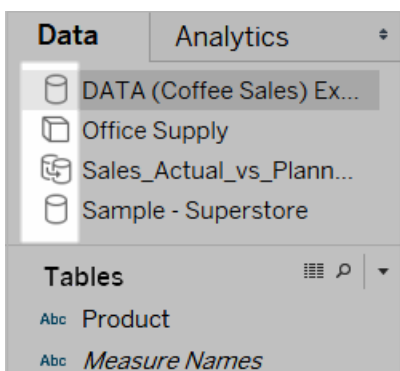 Data Analytics
DATA (Coffee Sales) Ex...
Office Supply
Sales_Actual_vs_Plann...
Sample - Superstore
Tables
Abc Product
Abc Measure Names